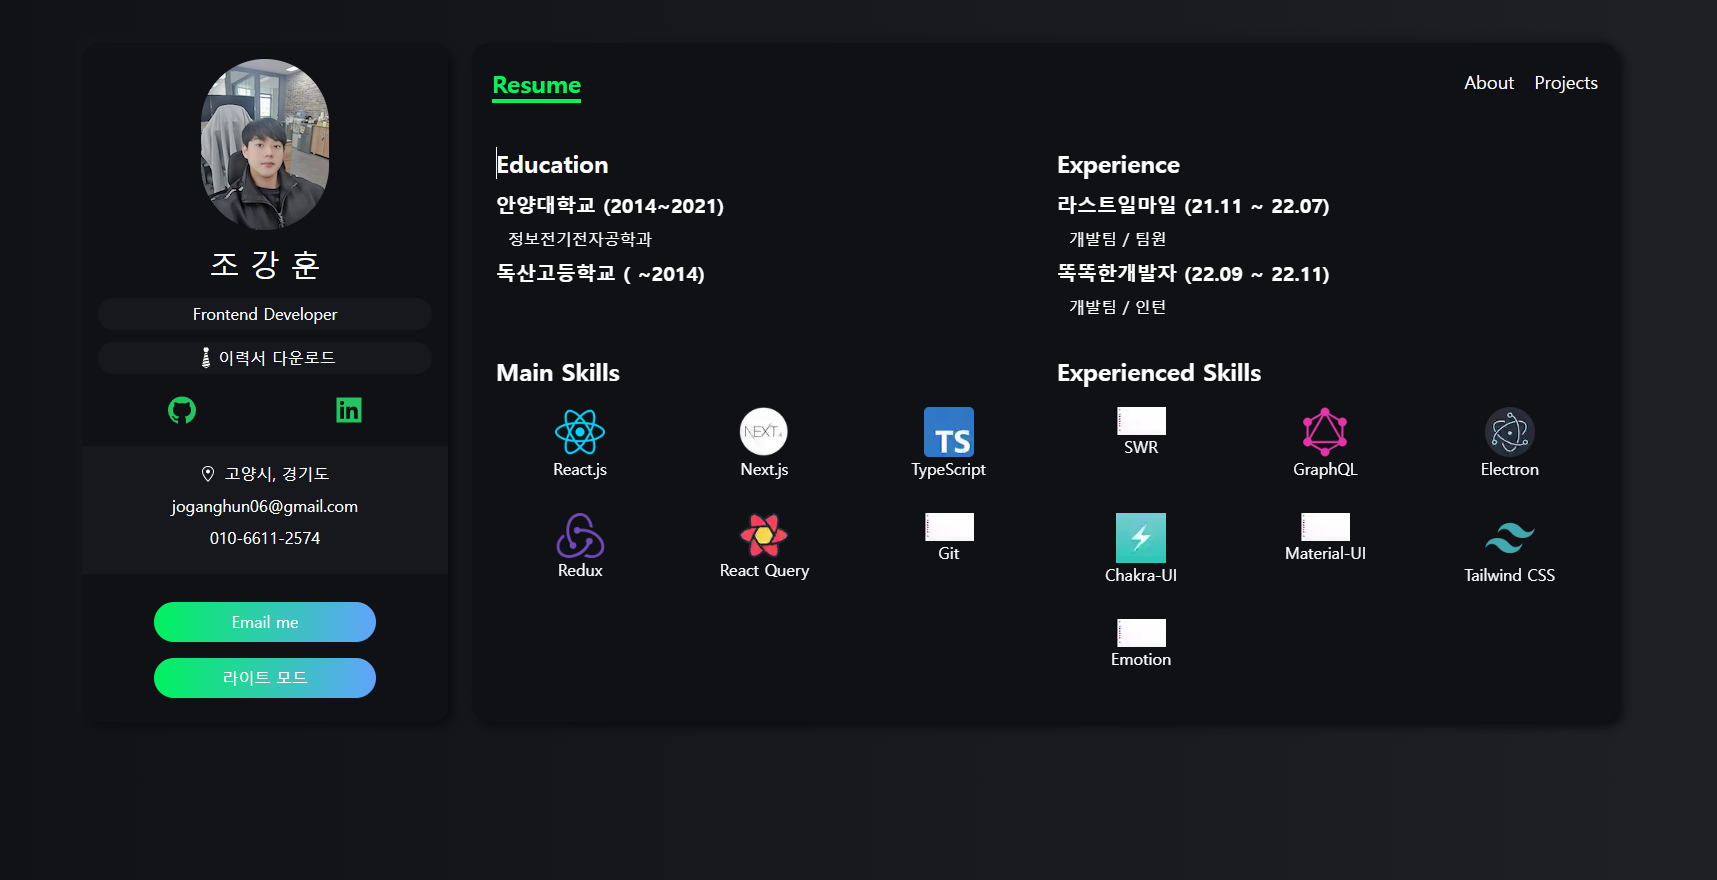 조 강 훈
Frontend Developer
이력서 다운로드
고양시, 경기도
joganghun06@gmail.com
010-6611-2574
Email me
라이트 모드
Resume
About
Projects
Education
안양대학교 (2014~2021)
정보전기전자공학과
독산고등학교 ( ~2014)
Experience
라스트일마일 (21.11 ~ 22.07)
개발팀 / 팀원
똑똑한개발자 (22.09 ~ 22.11)
개발팀 / 인턴
Main Skills
React.js
NEXT
Next.js
TS
TypeScript
Redux
React Query
Git
Experienced Skills
SWR
GraphQL
Electron
Chakra-UI
Material-UI
Tailwind CSS
Emotion